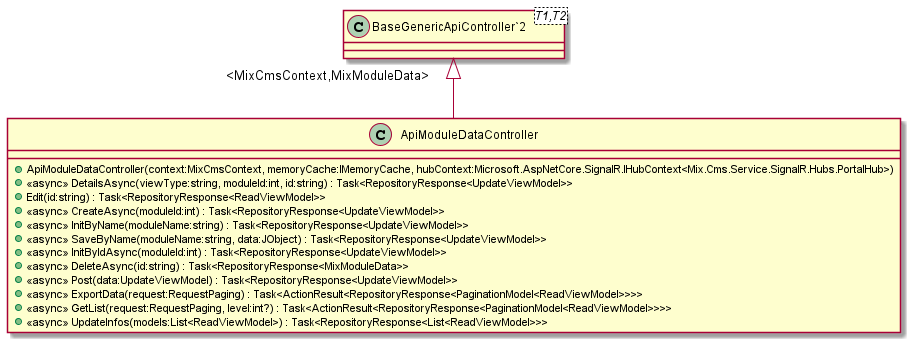 T1,T2
C BaseGenericApiController`2
<MixCmsContext,MixModuleData>
C ApiModuleDataController
ApiModuleDataController(context:MixCmsContext, memoryCache:IMemoryCache, hubContext:Microsoft.AspNetCore.SignalR.IHubContext<Mix.Cms.Service.SignalR.Hubs.PortalHub>)
«async» DetailsAsync(viewType:string, moduleId:int, id:string) : Task<RepositoryResponse<UpdateViewModel>>
Edit(id:string) : Task<RepositoryResponse<ReadViewModel>>
«async» CreateAsync(moduleId:int) : Task<RepositoryResponse<UpdateViewModel>>
«async» InitByName(moduleName:string) : Task<RepositoryResponse<UpdateViewModel>>
«async» SaveByName(moduleName:string, data:JObject) : Task<RepositoryResponse<UpdateViewModel>>
«async» InitByIdAsync(moduleId:int) : Task<RepositoryResponse<UpdateViewModel>>
«async» DeleteAsync(id:string) : Task<RepositoryResponse<MixModuleData>>
«async» Post(data:UpdateViewModel) : Task<RepositoryResponse<UpdateViewModel>>
«async» ExportData(request:RequestPaging) : Task<ActionResult<RepositoryResponse<PaginationModel<ReadViewModel>>>>
«async» GetList(request:RequestPaging, level:int?) : Task<ActionResult<RepositoryResponse<PaginationModel<ReadViewModel>>>>
«async» UpdateInfos(models:List<ReadViewModel>) : Task<RepositoryResponse<List<ReadViewModel>>>